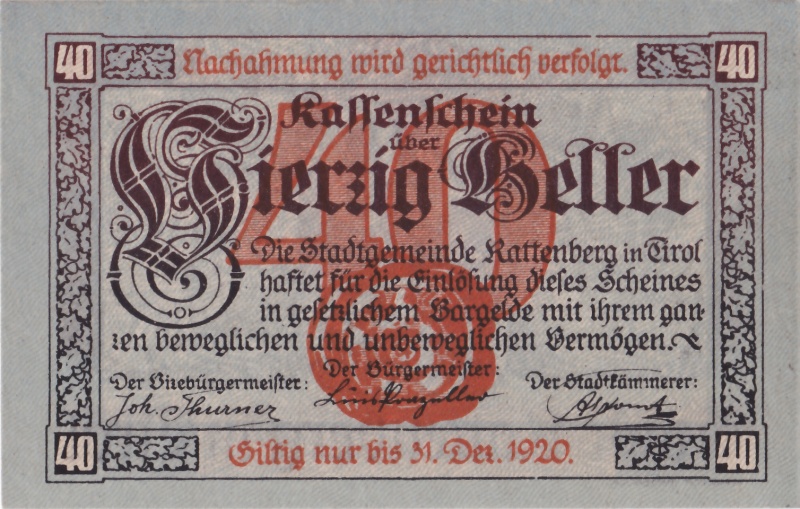 40 Nachahmung wird gerichtlich verfolgt. 40
40
Kassenschein
über
Vierzig Heller
Die Stadtgemeinde Rattenberg in Tirol
haftet für die Einlösung dieses Scheines
in gesetzlichem Bargelde mit ihrem gan-
zen beweglichen und unbeweglichen Vermögen.
Der Bürgermeister:
Der Vizebürgermeister: Der Stadtkämmerer:
Joh. Thurner
40 Giltig nur bis 31. Dez. 1920. 40